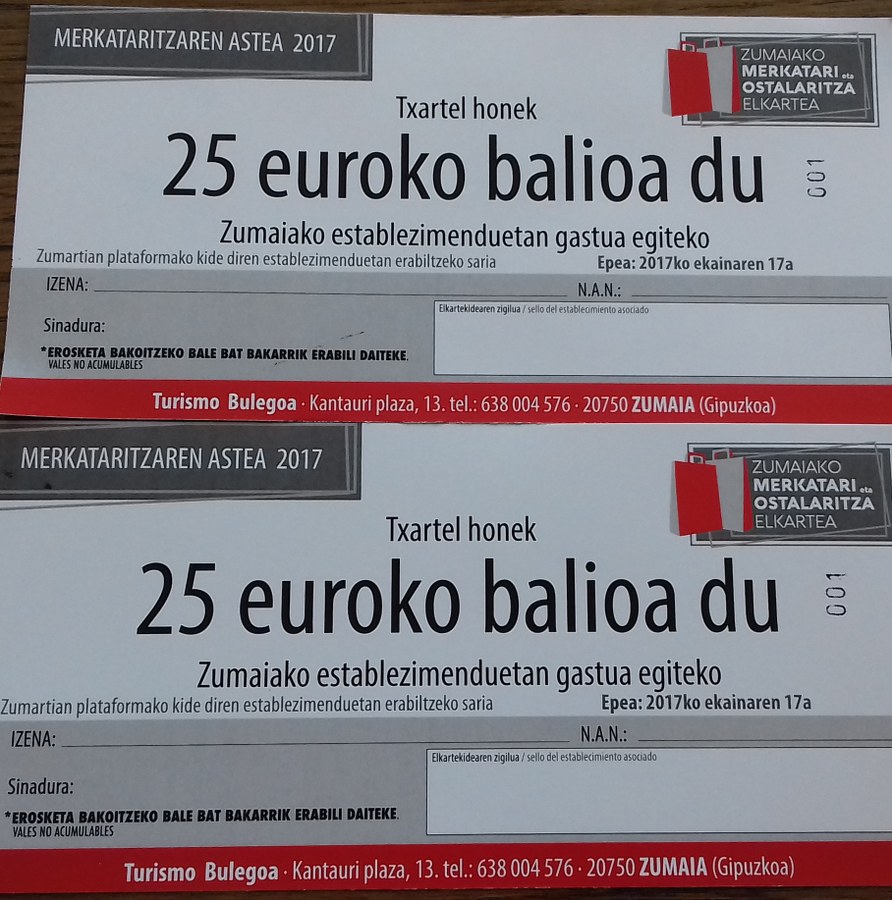 MERKATARITZAREN ASTEA 2017
ZUMAIAKO
MERKATARI eta
OSTALARITZA
ELKARTEA
Txartel honek
25 euroko balioa du
001
Zumaiako establezimenduetan gastua egiteko
Zumartian plataformako kide diren establezimenduetan erabiltzeko saria
Epea: 2017ko ekainaren 17a
IZENA:
N.A.N.:
Elkartekidearen zigilua / sello del establecimiento asociado
Sinadura:
*EROSKETA BAKOITZEKO BALE BAT BAKARRIK ERABILI DAITEKE.
VALES NO ACUMULABLES
Turismo Bulegoa · Kantauri plaza, 13. tel.: 638 004 576 · 20750 ZUMAIA (Gipuzkoa)
MERKATARITZAREN ASTEA 2017
ZUMAIAKO
MERKATARI eta
OSTALARITZA
ELKARTEA
Txartel honek
25 euroko balioa du
001
Zumaiako establezimenduetan gastua egiteko
Zumartian plataformako kide diren establezimenduetan erabiltzeko saria
Epea: 2017ko ekainaren 17a
IZENA:
N.A.N.:
Elkartekidearen zigilua / sello del establecimiento asociado
Sinadura:
*EROSKETA BAKOITZEKO BALE BAT BAKARRIK ERABILI DAITEKE.
VALES NO ACUMULABLES
Turismo Bulegoa · Kantauri plaza, 13. tel.: 638 004 576 · 20750 ZUMAIA (Gipuzkoa)